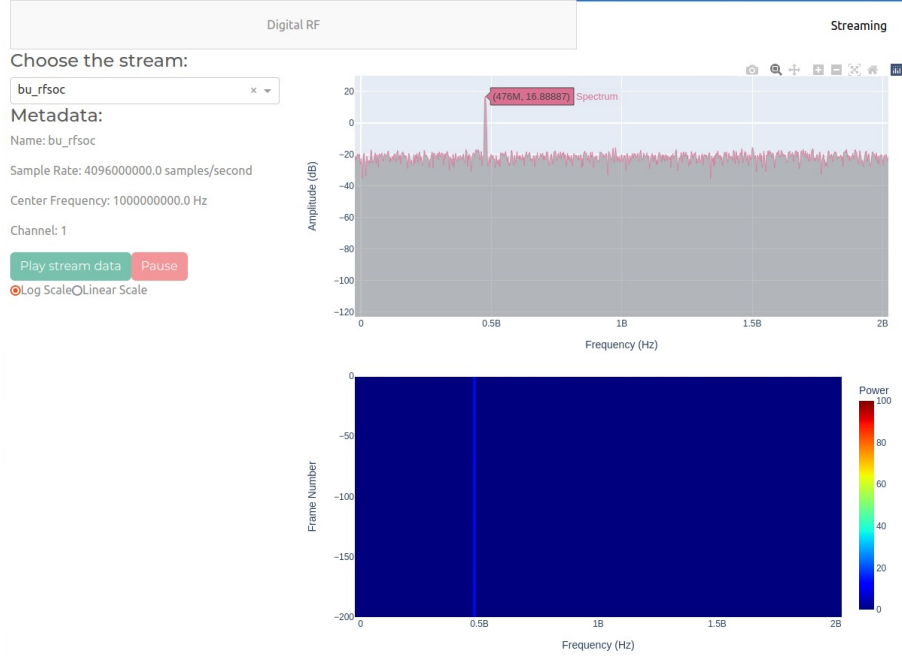 Digital RF
Streaming
Choose the stream:
bu_rfsoc
Metadata:
Name: bu_rfsoc
Sample Rate: 4096000000.0 samples/second
Center Frequency: 1000000000.0 Hz
Channel: 1
Play stream data
Pause
Log Scale
Linear Scale
(476M, 16.88887)
Spectrum
20
0
−20
−40
−60
−80
−100
−120
Amplitude (dB)
0
0.5B
1B
1.5B
2B
Frequency (Hz)
0
−50
−100
−150
−200
Frame Number
0
0.5B
1B
1.5B
2B
Frequency (Hz)
Power
100
80
60
40
20
0